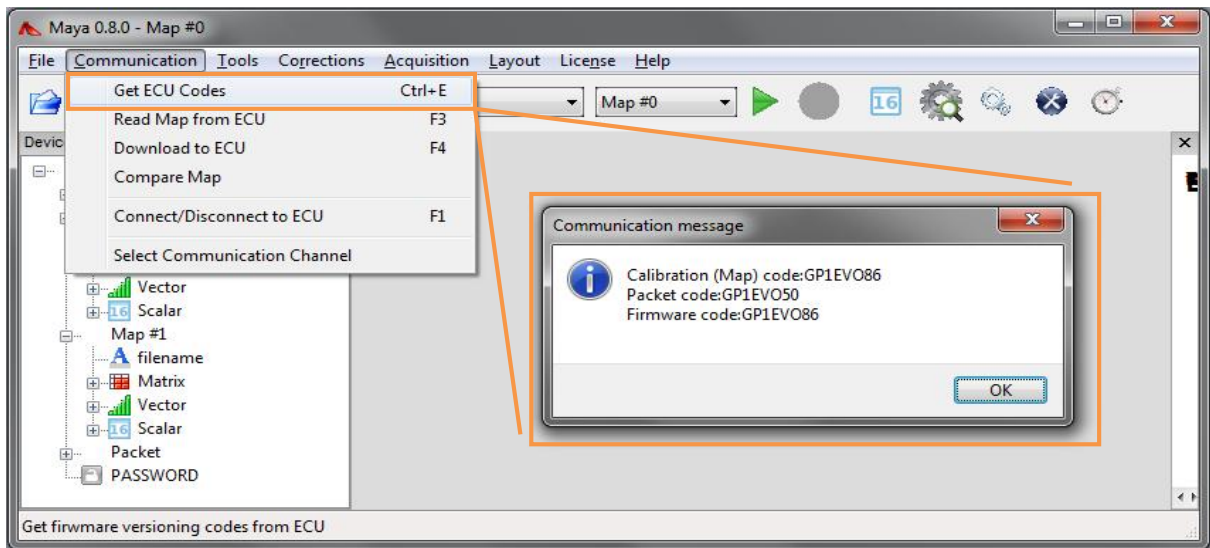 Maya 0.8.0 - Map #0
File Communication Tools Corrections Acquisition Layout License Help
Get ECU Codes Ctrl+E
Map #0
16
Read Map from ECU F3
Download to ECU F4
Compare Map
Connect/Disconnect to ECU F1
Select Communication Channel
Devic
Vector
16 Scalar
Map #1
A filename
Matrix
Vector
16 Scalar
Packet
PASSWORD
Communication message
Calibration (Map) code:GP1EVO86
Packet code:GP1EVO50
Firmware code:GP1EVO86
OK
Get firwmare versioning codes from ECU